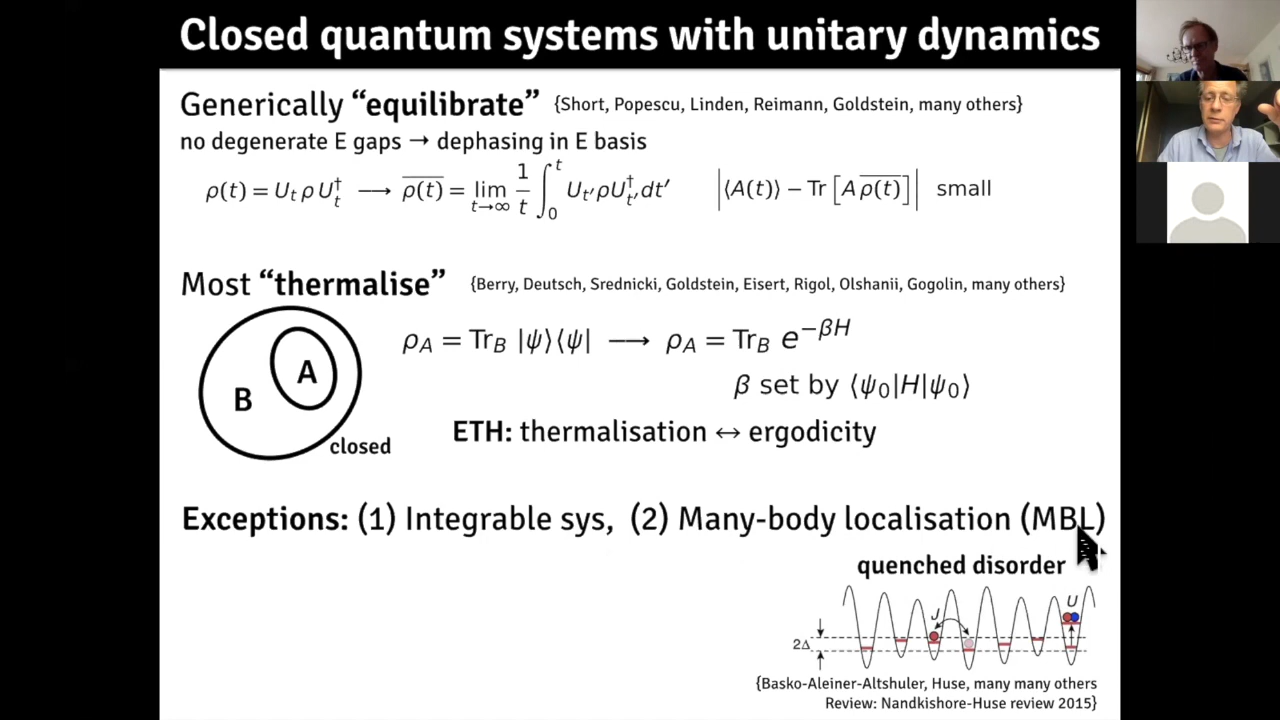 Closed quantum systems with unitary dynamics
Generically “equilibrate” {Short, Popescu, Linden, Reimann, Goldstein, many others}
no degenerate E gaps → dephasing in E basis
ρ(t) = U_t ρ U_t^† ⟶ \overline{ρ(t)} = lim_{t→∞} 1/t ∫_0^t U_{t′} ρ U_{t′}^† dt′ |⟨A(t)⟩ − Tr [A \overline{ρ(t)}]| small
Most “thermalise” {Berry, Deutsch, Srednicki, Goldstein, Eisert, Rigol, Olshanii, Gogolin, many others}
ρ_A = Tr_B |ψ⟩⟨ψ| ⟶ ρ_A = Tr_B e^{−βH}
A
B
β set by ⟨ψ_0|H|ψ_0⟩
closed
ETH: thermalisation ↔ ergodicity
Exceptions: (1) Integrable sys, (2) Many-body localisation (MBL)
quenched disorder
J
U
2Δ
{Basko-Aleiner-Altshuler, Huse, many many others
Review: Nandkishore-Huse review 2015}